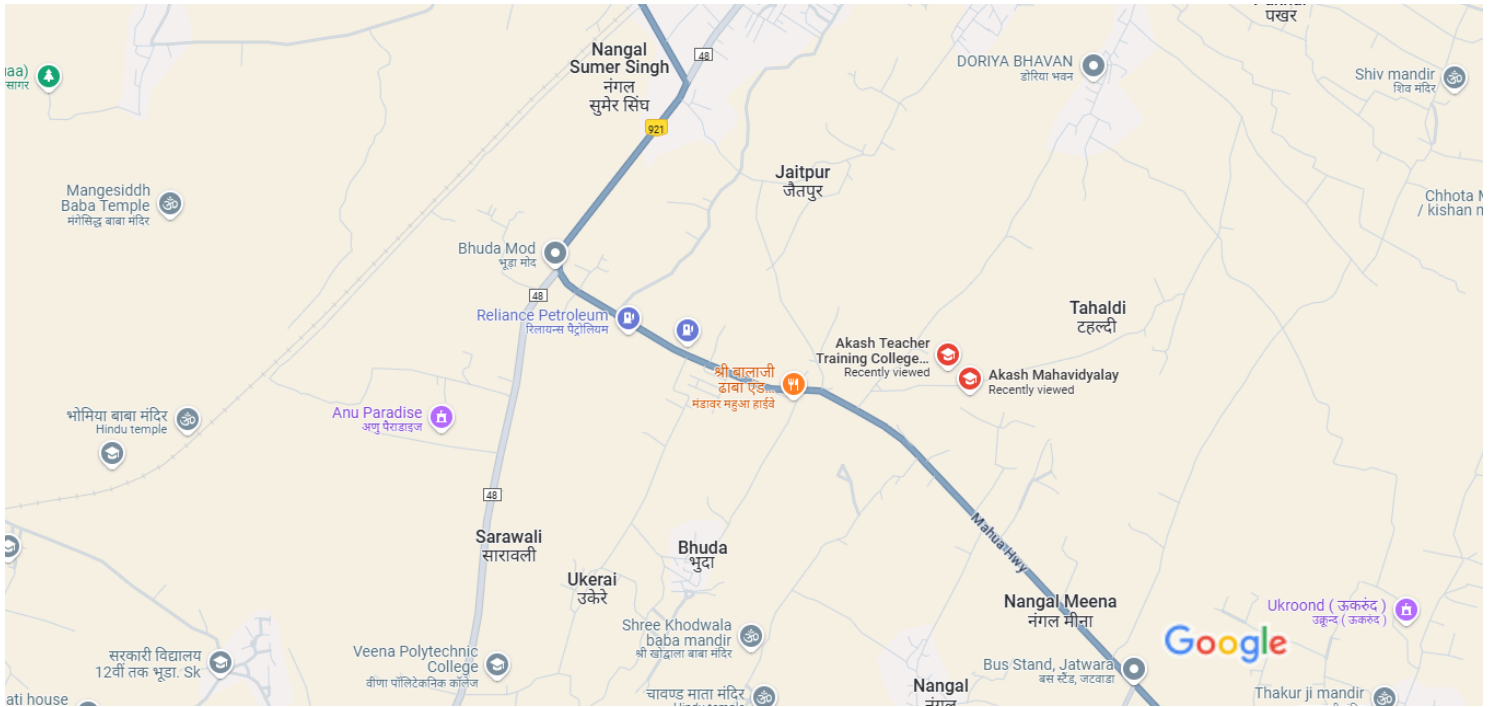 पखर
48
Nangal
Sumer Singh
नंगल
सुमेर सिंघ
DORIYA BHAVAN
डोरिया भवन
Shiv mandir
शिव मंदिर
सागर
921
Jaitpur
जैतपुर
Mangesiddh
Baba Temple
मंगेसिद्ध बाबा मंदिर
Chhota
/ kishan
Bhuda Mod
भूडा मोद
48
Tahaldi
टहल्दी
Reliance Petroleum
रिलायन्स पैट्रोलियम
Akash Teacher
Training College...
Recently viewed
श्री बालाजी
ढाबा एंड...
मंडावर महुआ हाईवे
Akash Mahavidyalay
Recently viewed
भोमिया बाबा मंदिर
Hindu temple
Anu Paradise
अणु पैराडाइज
48
Mahua Hwy
Sarawali
सारावली
Bhuda
भुदा
Ukerai
उकेरे
Nangal Meena
नंगल मीना
Ukroond ( ऊकरुंद )
उक्रून्द ( ऊकरुंद )
Shree Khodwala
baba mandir
श्री खोद्वाला बाबा मंदिर
Google
सरकारी विद्यालय
12वीं तक भूडा. Sk
Veena Polytechnic
College
वीणा पॉलिटेकनिक कॉलेज
Bus Stand, Jatwara
बस स्टैंड, जटवाडा
चावण्ड माता मंदिर
Hindu temple
Nangal
नंगल
Thakur ji mandir
ati house